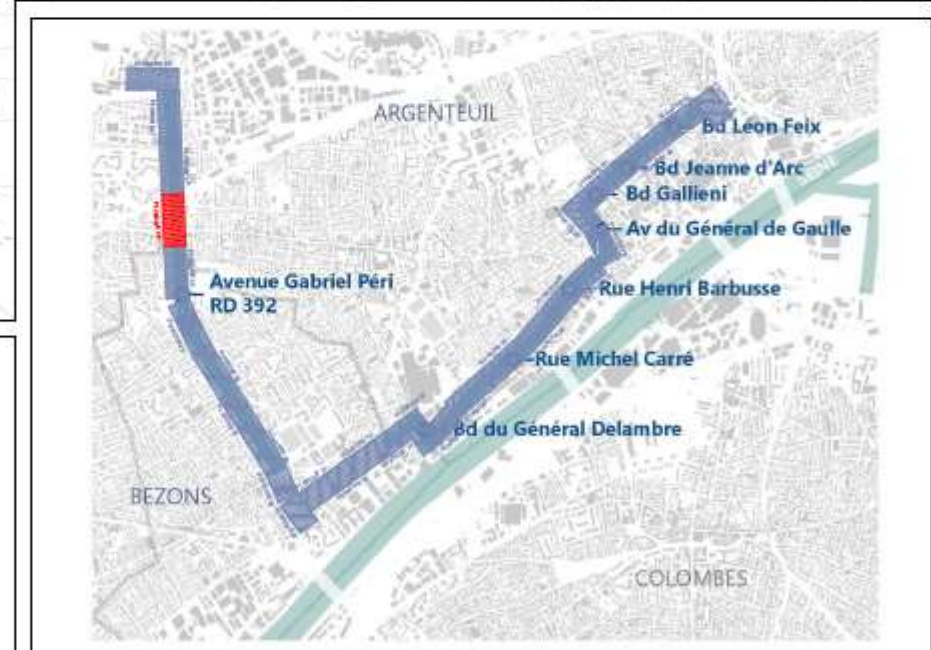 ARGENTEUIL
Bd Leon Feix
Bd Jeanne d'Arc
Bd Gallieni
Av du Général de Gaulle
Avenue Gabriel Péri
RD 392
Rue Henri Barbusse
Rue Michel Carré
Bd du Général Delambre
BEZONS
COLOMBES